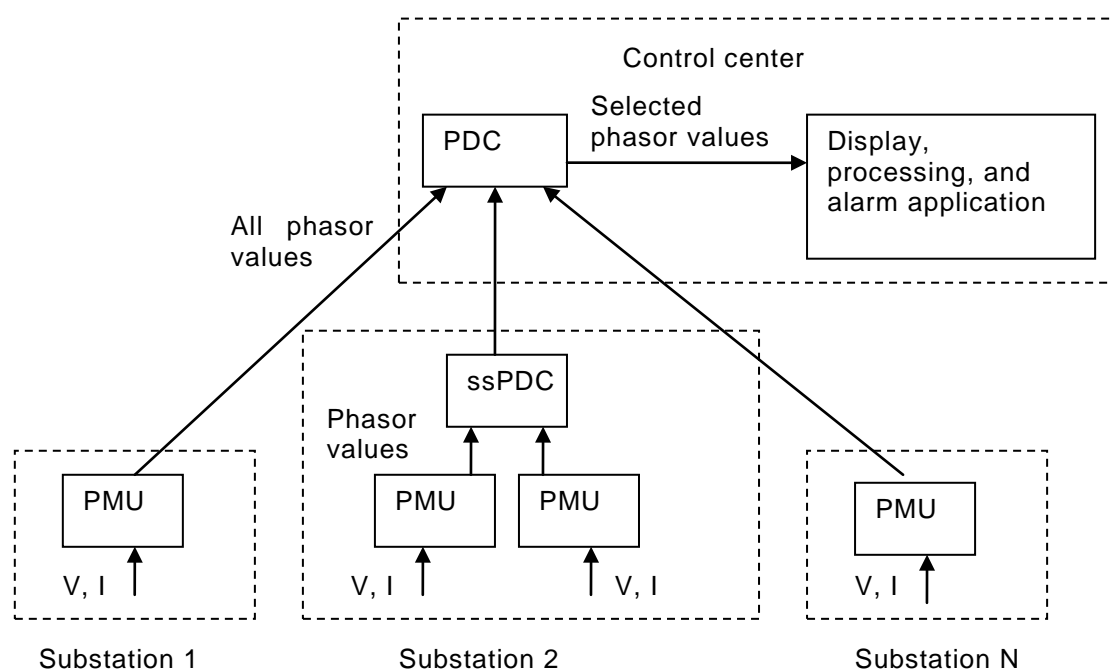 Control center
Selected
phasor values
PDC
Display,
processing, and
alarm application
All phasor
values
ssPDC
Phasor
values
PMU
PMU
PMU
PMU
V, I
V, I
V, I
V, I
Substation 1
Substation 2
Substation N